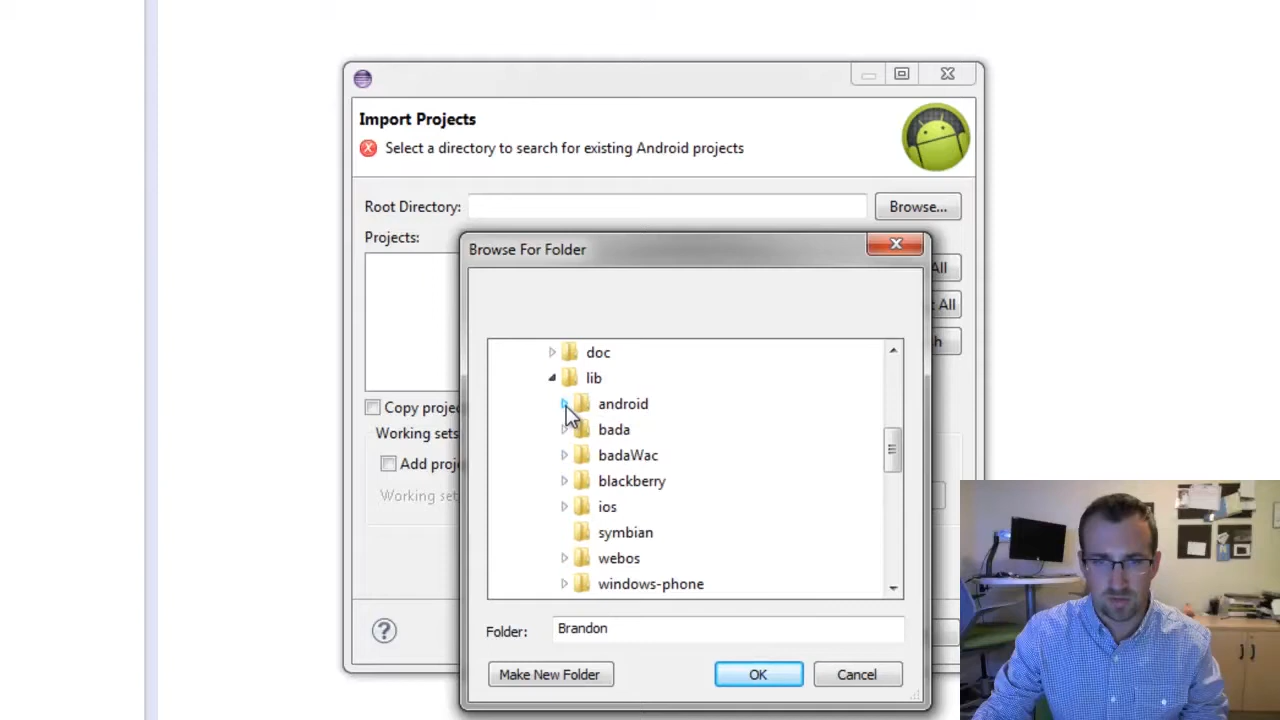 Import Projects
Select a directory to search for existing Android projects
Root Directory:
Browse...
Projects:
Browse For Folder
All
All
doc
lib
android
bada
badaWac
blackberry
ios
symbian
webos
windows-phone
Copy projec
Working sets
Add proje
Working set
Folder: Brandon
Make New Folder
OK
Cancel